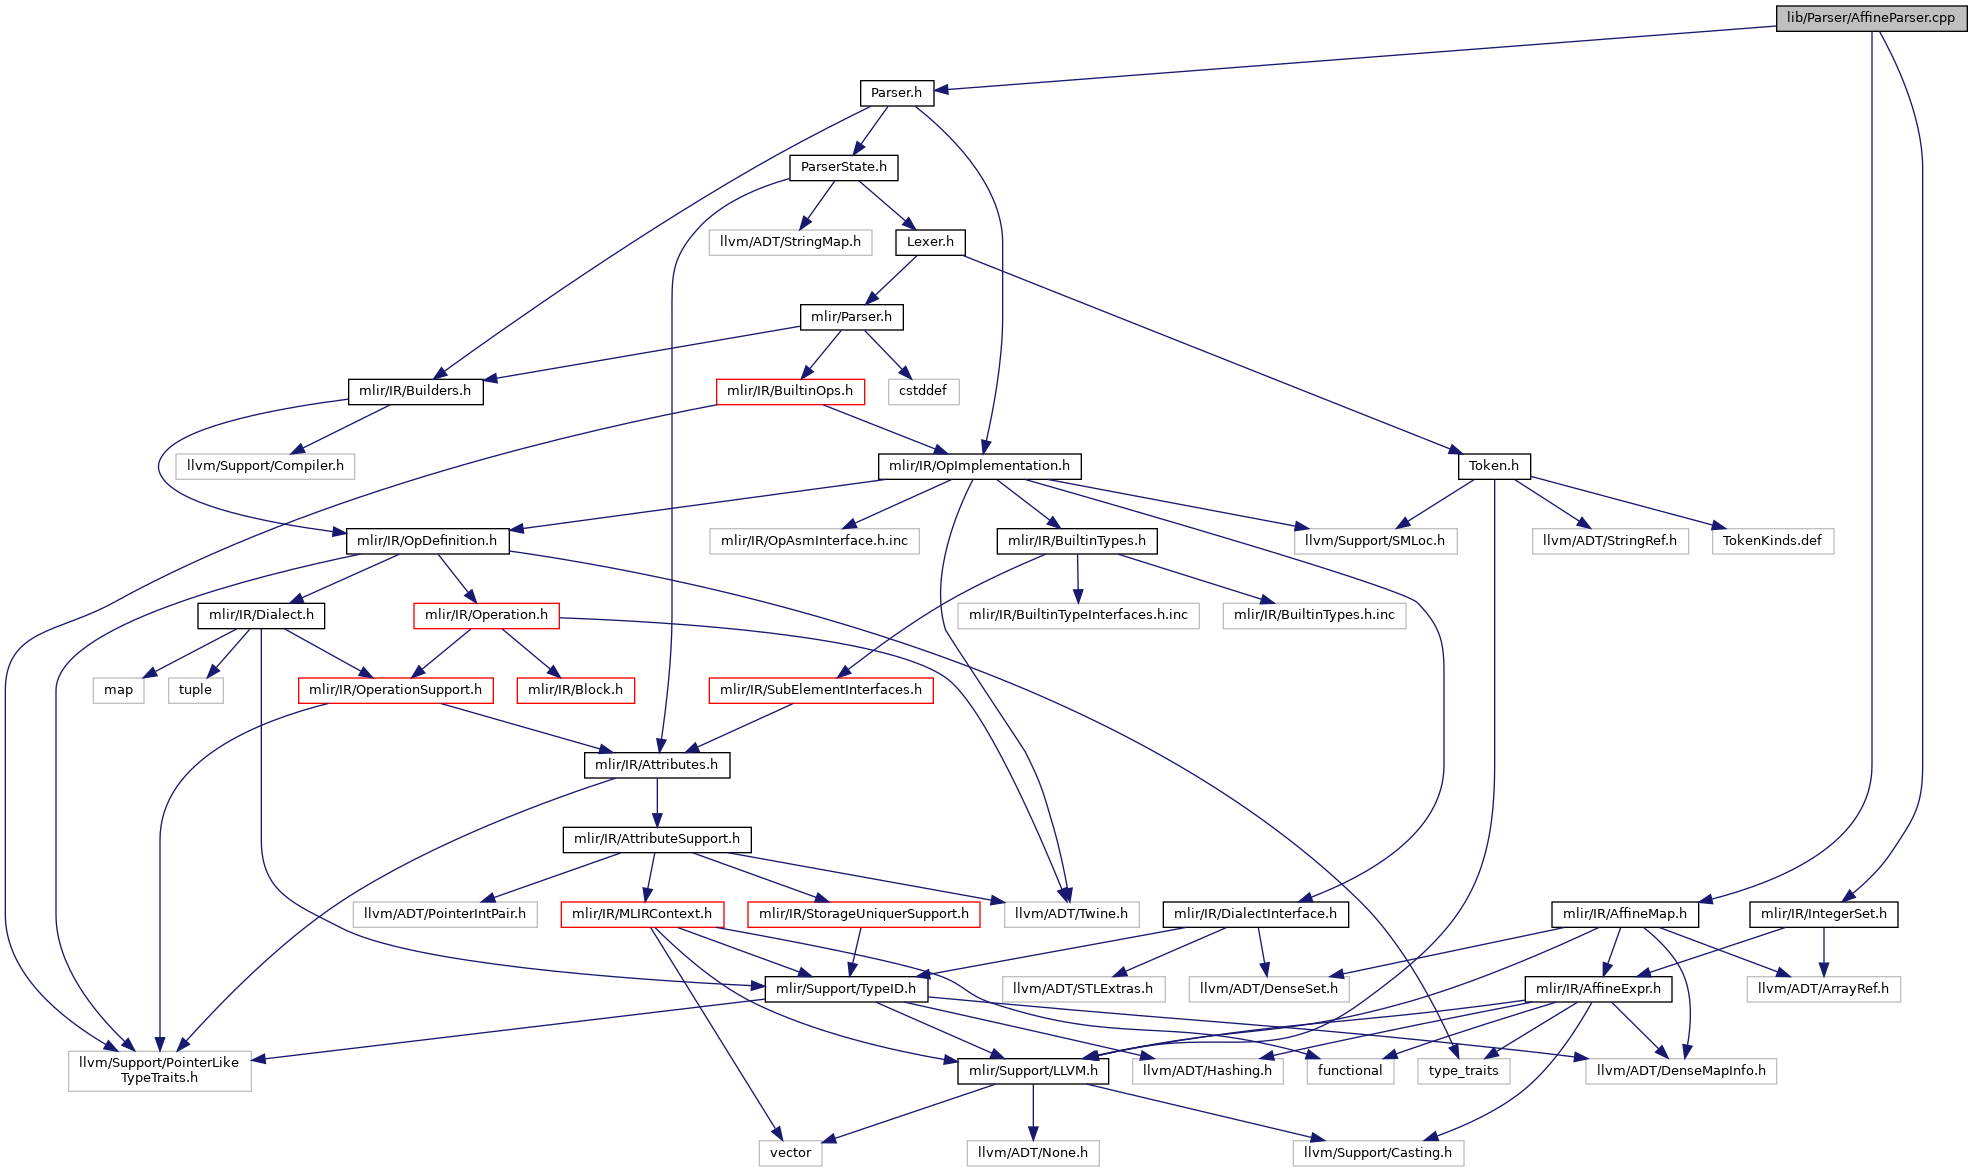 lib/Parser/AffineParser.cpp
Parser.h
ParserState.h
llvm/ADT/StringMap.h
Lexer.h
mlir/Parser.h
mlir/IR/Builders.h
mlir/IR/BuiltinOps.h
cstddef
llvm/Support/Compiler.h
mlir/IR/OpImplementation.h
Token.h
mlir/IR/OpDefinition.h
mlir/IR/OpAsmInterface.h.inc
mlir/IR/BuiltinTypes.h
llvm/Support/SMLoc.h
llvm/ADT/StringRef.h
TokenKinds.def
mlir/IR/Dialect.h
mlir/IR/Operation.h
mlir/IR/BuiltinTypeInterfaces.h.inc
mlir/IR/BuiltinTypes.h.inc
map
tuple
mlir/IR/OperationSupport.h
mlir/IR/Block.h
mlir/IR/SubElementInterfaces.h
mlir/IR/Attributes.h
mlir/IR/AttributeSupport.h
llvm/ADT/PointerIntPair.h
mlir/IR/MLIRContext.h
mlir/IR/StorageUniquerSupport.h
llvm/ADT/Twine.h
mlir/IR/DialectInterface.h
mlir/IR/AffineMap.h
mlir/IR/IntegerSet.h
mlir/Support/TypeID.h
llvm/ADT/STLExtras.h
llvm/ADT/DenseSet.h
mlir/IR/AffineExpr.h
llvm/ADT/ArrayRef.h
llvm/Support/PointerLike
TypeTraits.h
mlir/Support/LLVM.h
llvm/ADT/Hashing.h
functional
type_traits
llvm/ADT/DenseMapInfo.h
vector
llvm/ADT/None.h
llvm/Support/Casting.h